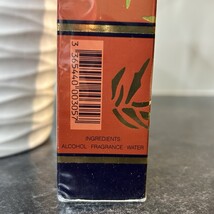 3 365440 003057
INGREDIENTS:
ALCOHOL FRAGRANCE WATER